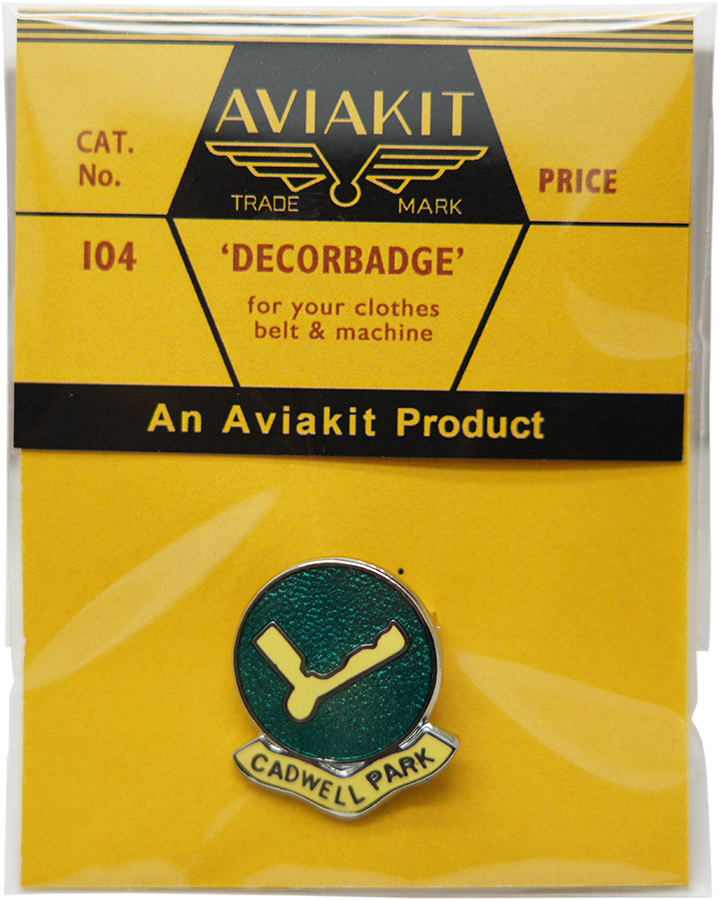 AVIAKIT
TRADE MARK
CAT.
No.
PRICE
104
'DECORBADGE'
for your clothes
belt & machine
An Aviakit Product
CADWELL PARK